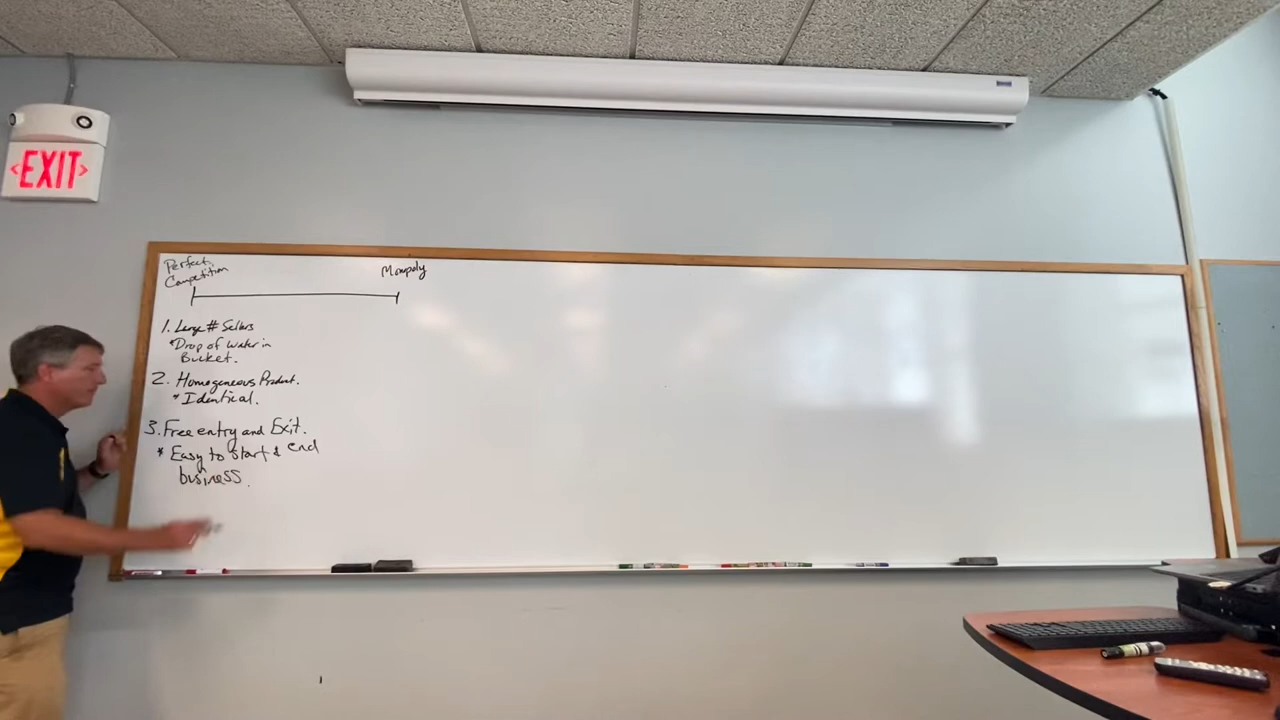 EXIT
Perfect
Competition
Monopoly
1. Large # Sellers
*Drop of water in
Bucket.
2. Homogeneous Product.
* Identical.
3. Free entry and Exit.
* Easy to start & end
business.